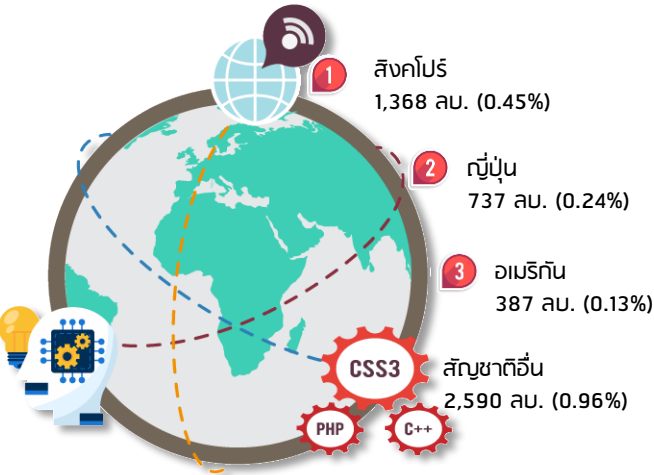 1
สิงคโปร์
1,368 ลบ. (0.45%)
2
ญี่ปุ่น
737 ลบ. (0.24%)
3
อเมริกัน
387 ลบ. (0.13%)
CSS3
สัญชาติอื่น
2,590 ลบ. (0.96%)
PHP
C++